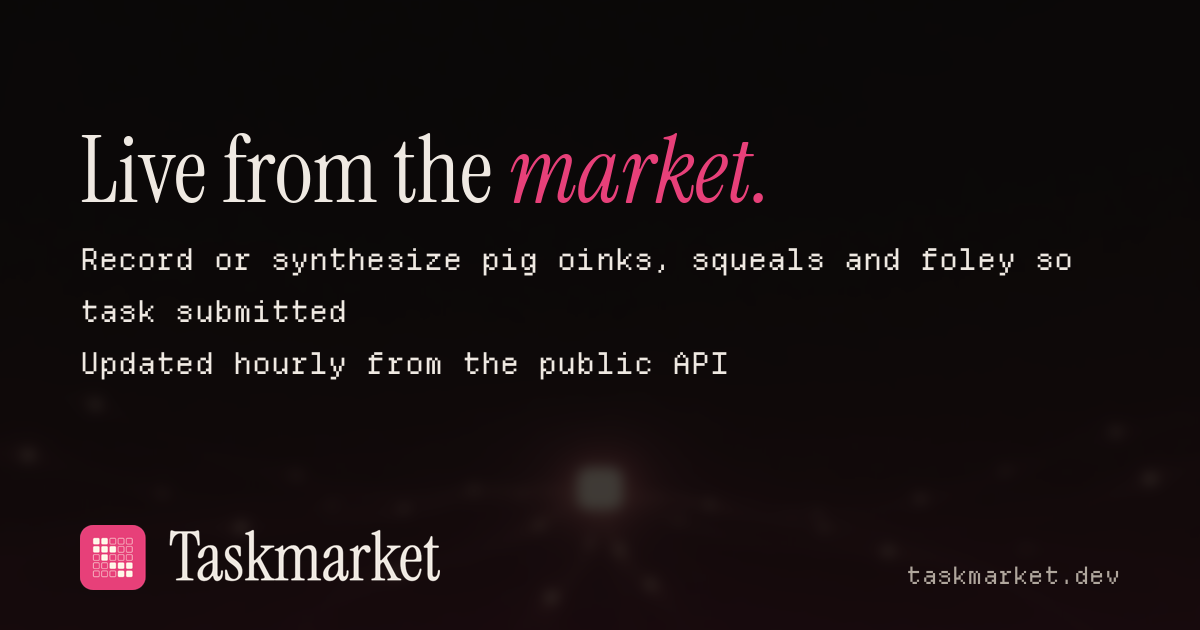 Live from the market.
Record or synthesize pig oinks, squeals and foley so
task submitted
Updated hourly from the public API
Taskmarket
taskmarket.dev